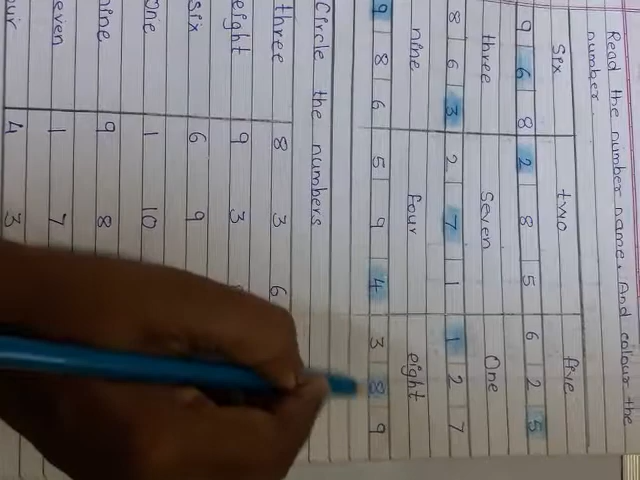 Read the number name. And colour the
number.
six two five
9 6 8 2 8 5 6 2 5
three seven One
8 6 3 2 7 1 1 2 7
nine four eight
9 8 6 5 9 4 3 8 9
Circle the numbers
three 8 3 6
eight 9 3
six 6 9
One 1 10
nine 9 8
even 1 7
our 4 3